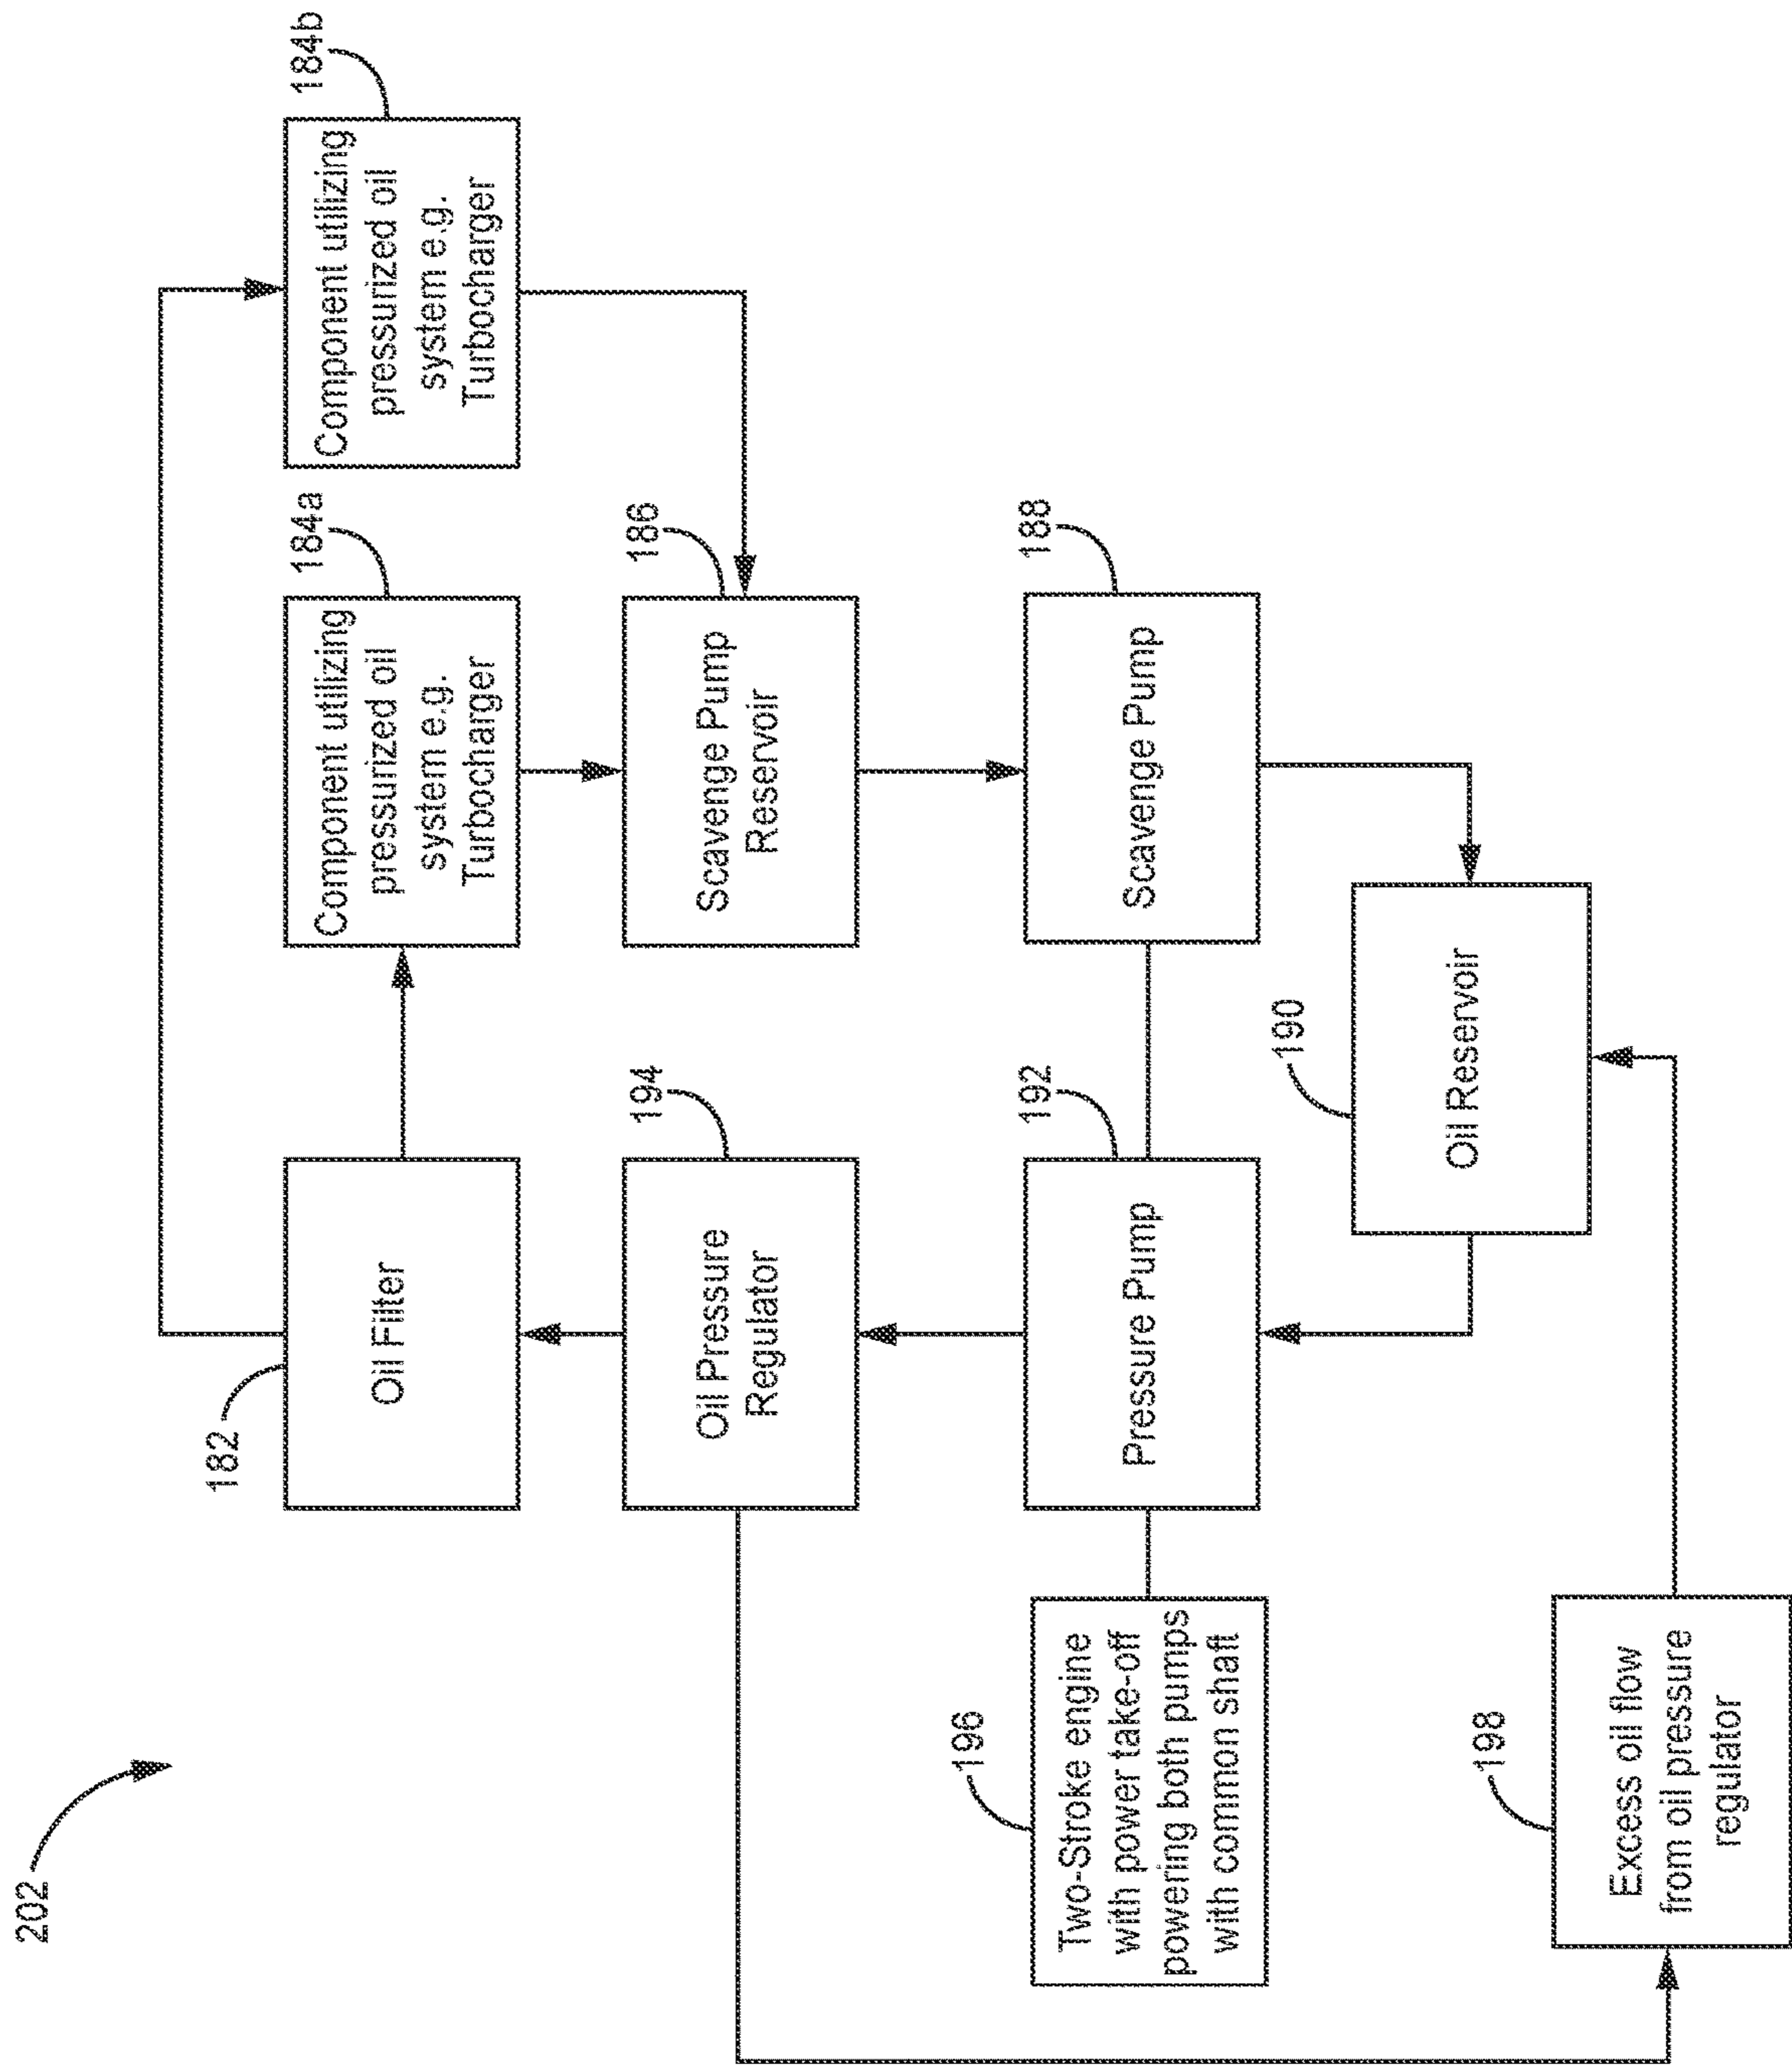 202
182
Oil Filter
184a
Component utilizing
pressurized oil
system e.g.
Turbocharger
184b
Component utilizing
pressurized oil
system e.g.
Turbocharger
194
Oil Pressure
Regulator
186
Scavenge Pump
Reservoir
196
Two-Stroke engine
with power take-off
powering both pumps
with common shaft
192
Pressure Pump
188
Scavenge Pump
190
Oil Reservoir
198
Excess oil flow
from oil pressure
regulator